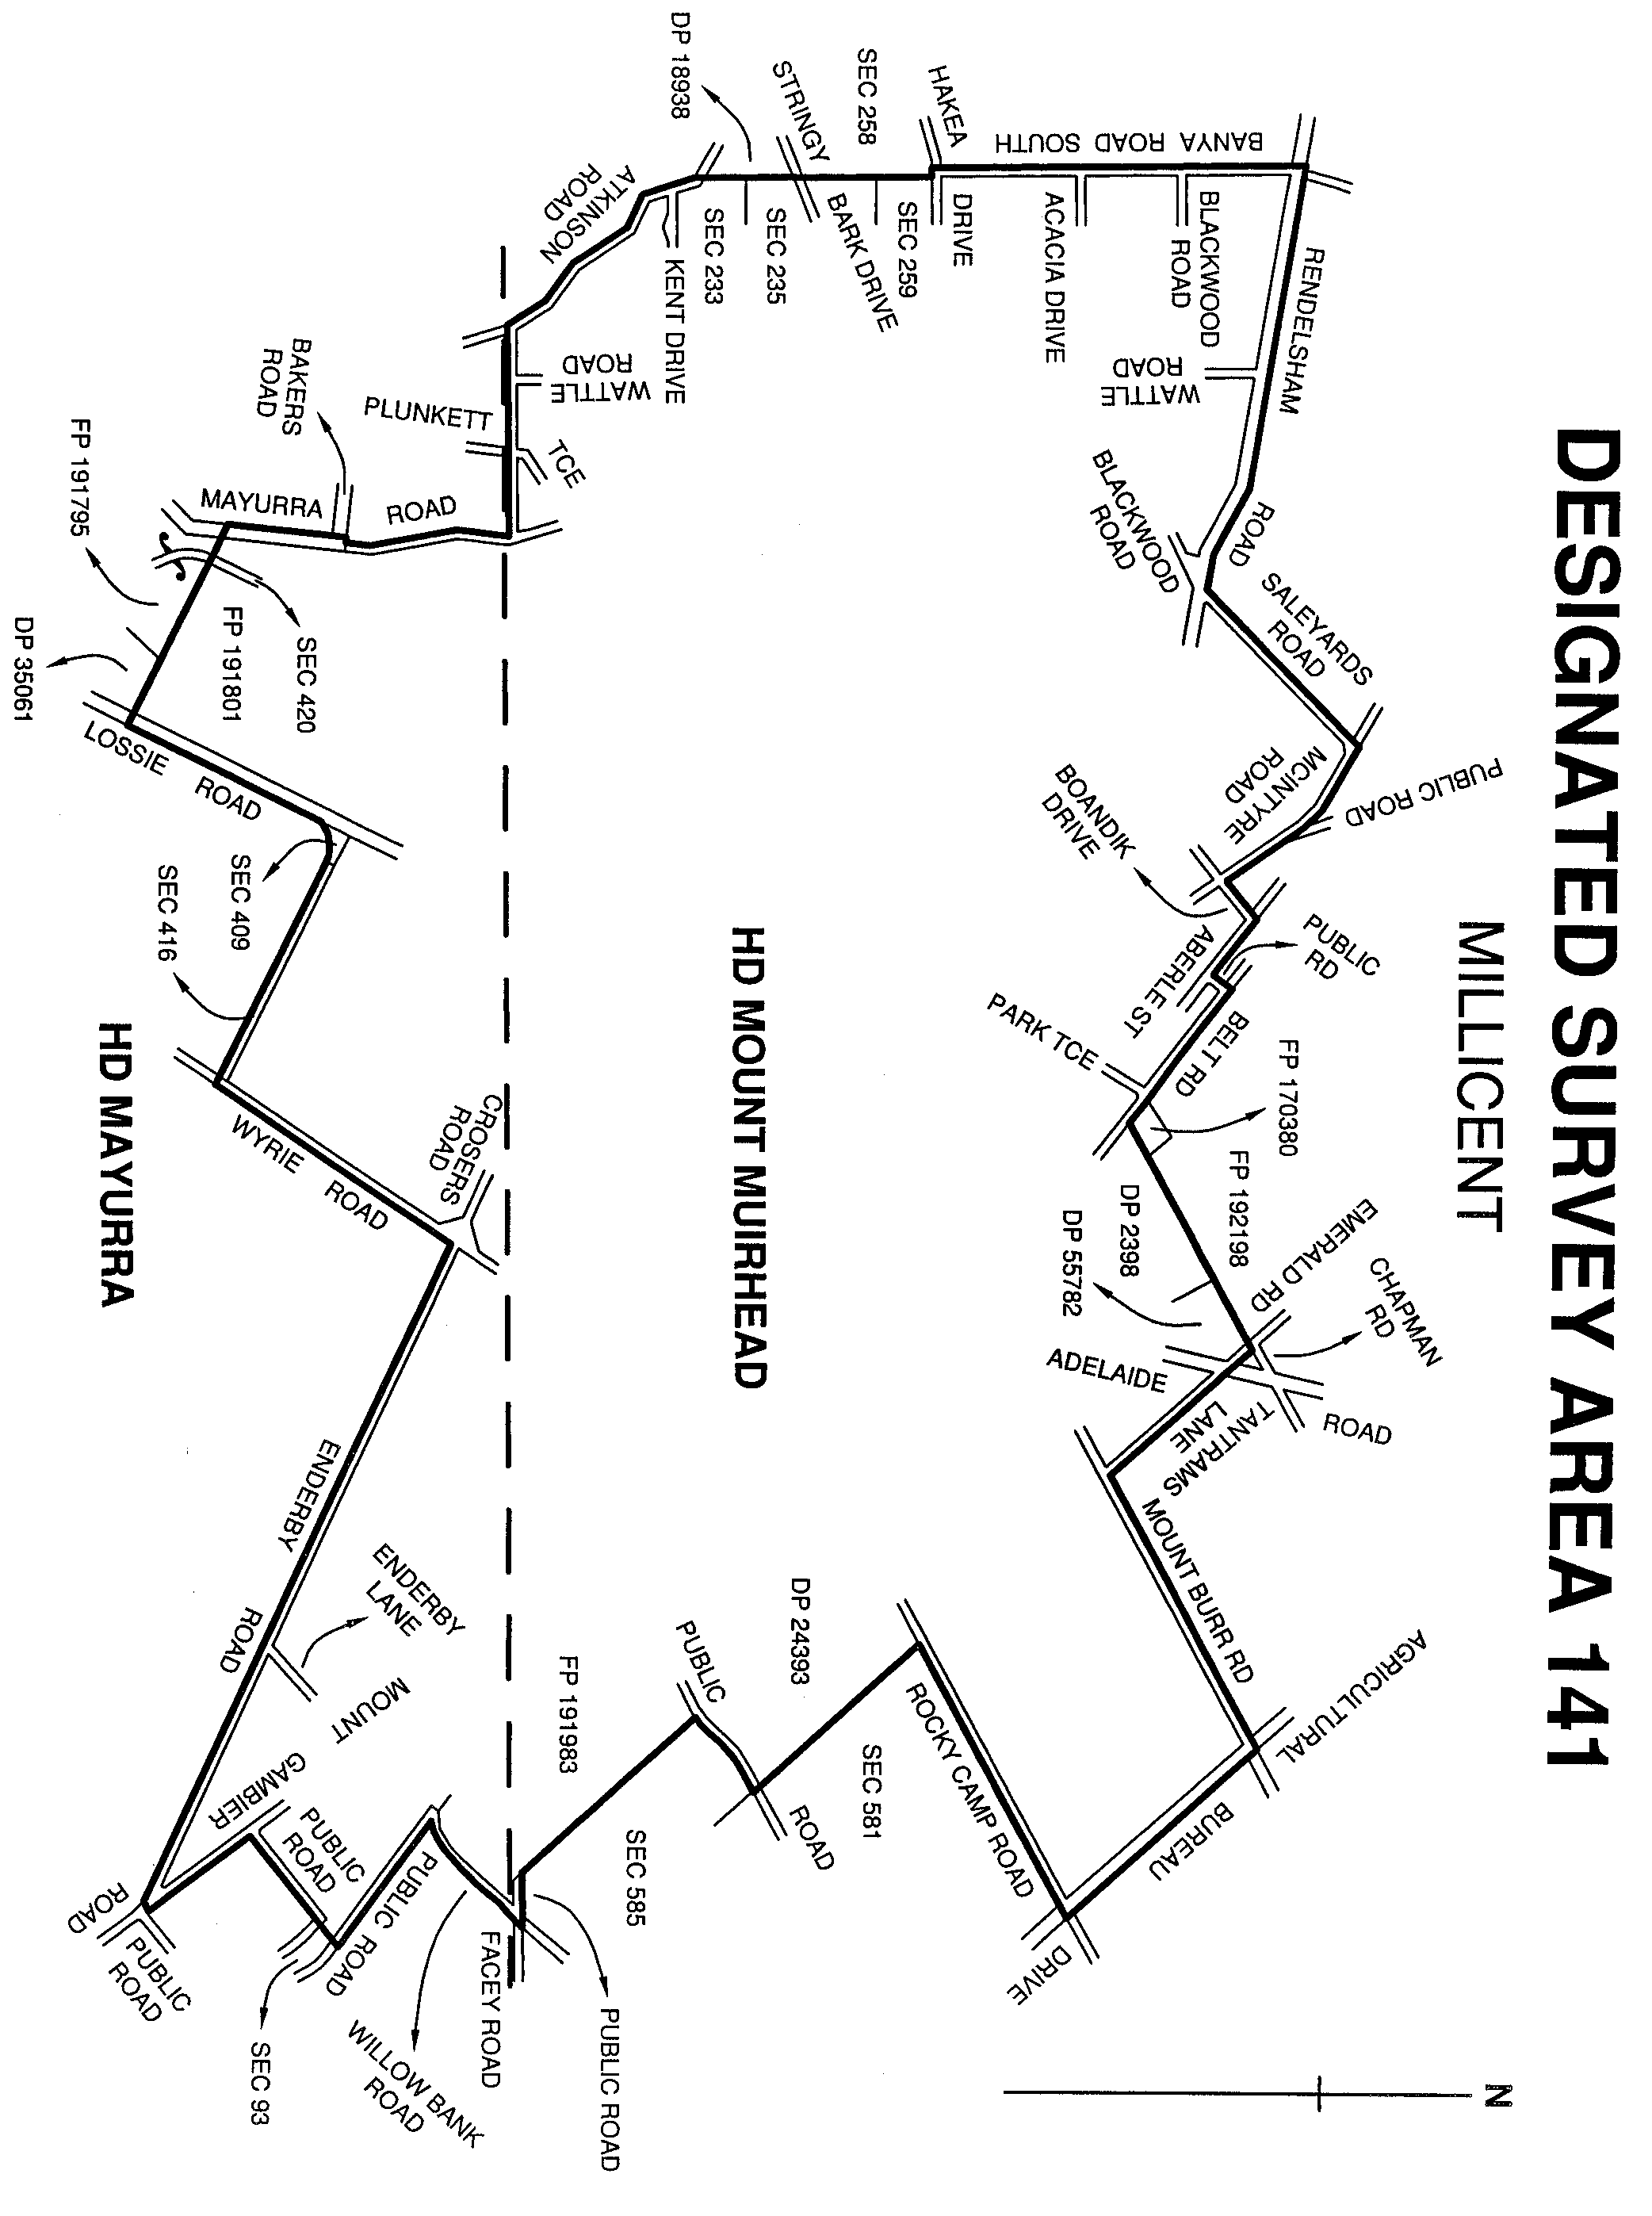 DESIGNATED SURVEY AREA 141
MILLICENT
N
BANYA ROAD SOUTH
RENDELSHAM
ROAD
BLACKWOOD
ROAD
WATTLE
ROAD
ACACIA DRIVE
HAKEA
DRIVE
SEC 258
SEC 259
STRINGY
BARK DRIVE
SEC 235
DP 18938
SEC 233
KENT DRIVE
ATKINSON
ROAD
WATTLE
ROAD
PLUNKETT
TCE
BAKERS
ROAD
MAYURRA
ROAD
FP 191795
DP 35061
FP 191801
SEC 420
LOSSIE
ROAD
SEC 409
SEC 416
WYRIE
ROAD
CROSERS
ROAD
HD MAYURRA
HD MOUNT MUIRHEAD
BLACKWOOD
ROAD
SALEYARDS
ROAD
MCINTYRE
ROAD
PUBLIC ROAD
BOANDIK
DRIVE
ABERLE ST
PUBLIC
RD
BELT RD
PARK TCE
FP 170380
FP 192198
DP 2398
DP 55782
EMERALD RD
CHAPMAN
RD
ADELAIDE
ROAD
TANTRAMS
LANE
MOUNT BURR RD
AGRICULTURAL
BUREAU
DRIVE
ROCKY CAMP ROAD
SEC 581
DP 24393
PUBLIC
ROAD
FP 191983
SEC 585
PUBLIC ROAD
FACEY ROAD
WILLOW BANK
ROAD
PUBLIC ROAD
SEC 93
PUBLIC
ROAD
MOUNT
GAMBIER
ROAD
PUBLIC
ROAD
ENDERBY
LANE
ENDERBY
ROAD